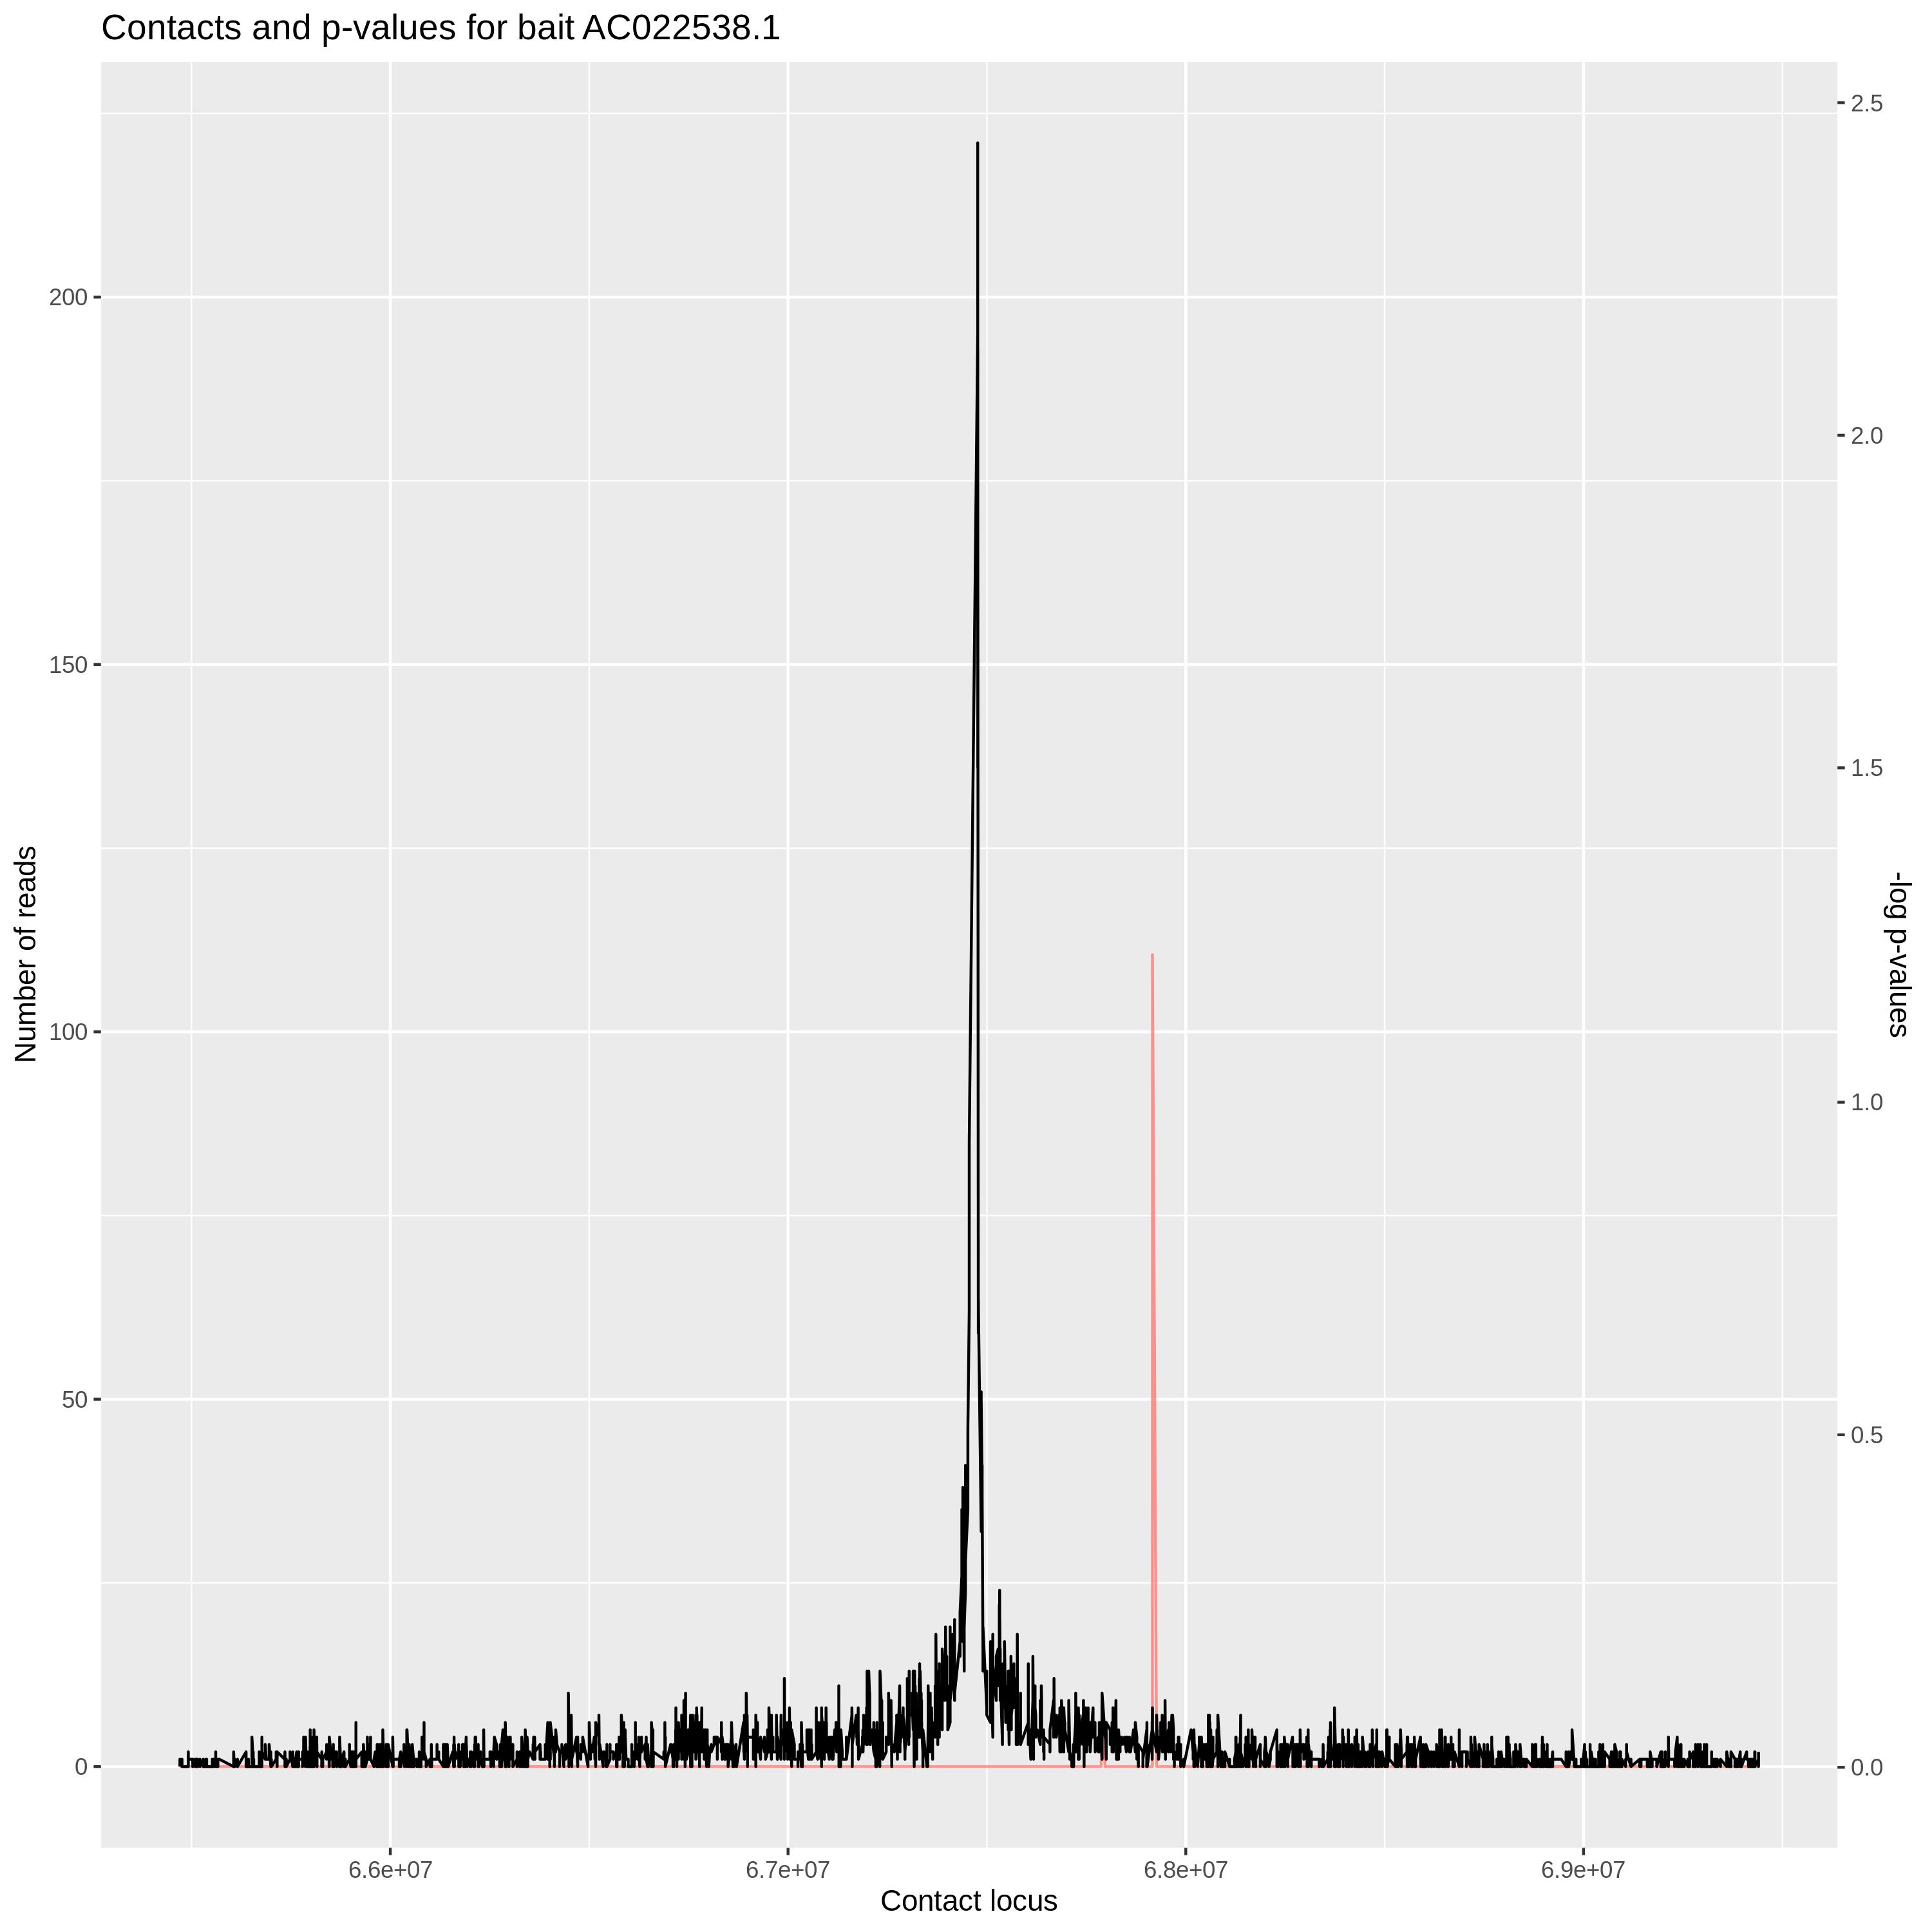 Contacts and p-values for bait AC022538.1
Number of reads
200
150
100
50
0
2.5
2.0
1.5
1.0
0.5
0.0
-log p-values
6.6e+07
6.7e+07
6.8e+07
6.9e+07
Contact locus